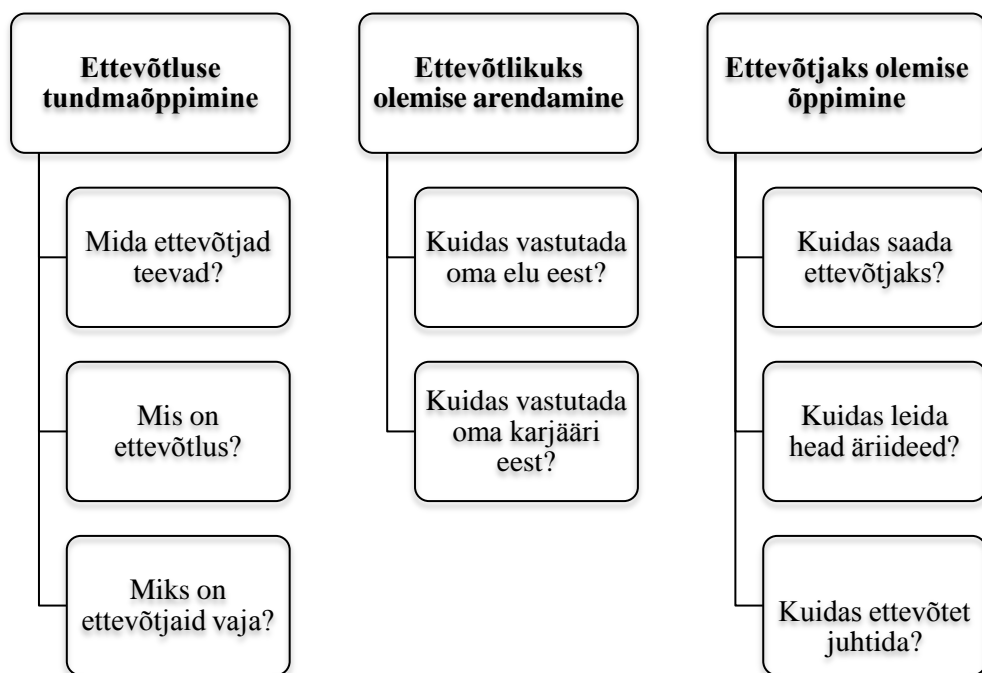 Ettevõtluse
tundmaõppimine
Mida ettevõtjad
teevad?
Mis on
ettevõtlus?
Miks on
ettevõtjaid vaja?
Ettevõtlikuks
olemise arendamine
Kuidas vastutada
oma elu eest?
Kuidas vastutada
oma karjääri
eest?
Ettevõtjaks olemise
õppimine
Kuidas saada
ettevõtjaks?
Kuidas leida
head äriideed?
Kuidas ettevõtet
juhtida?